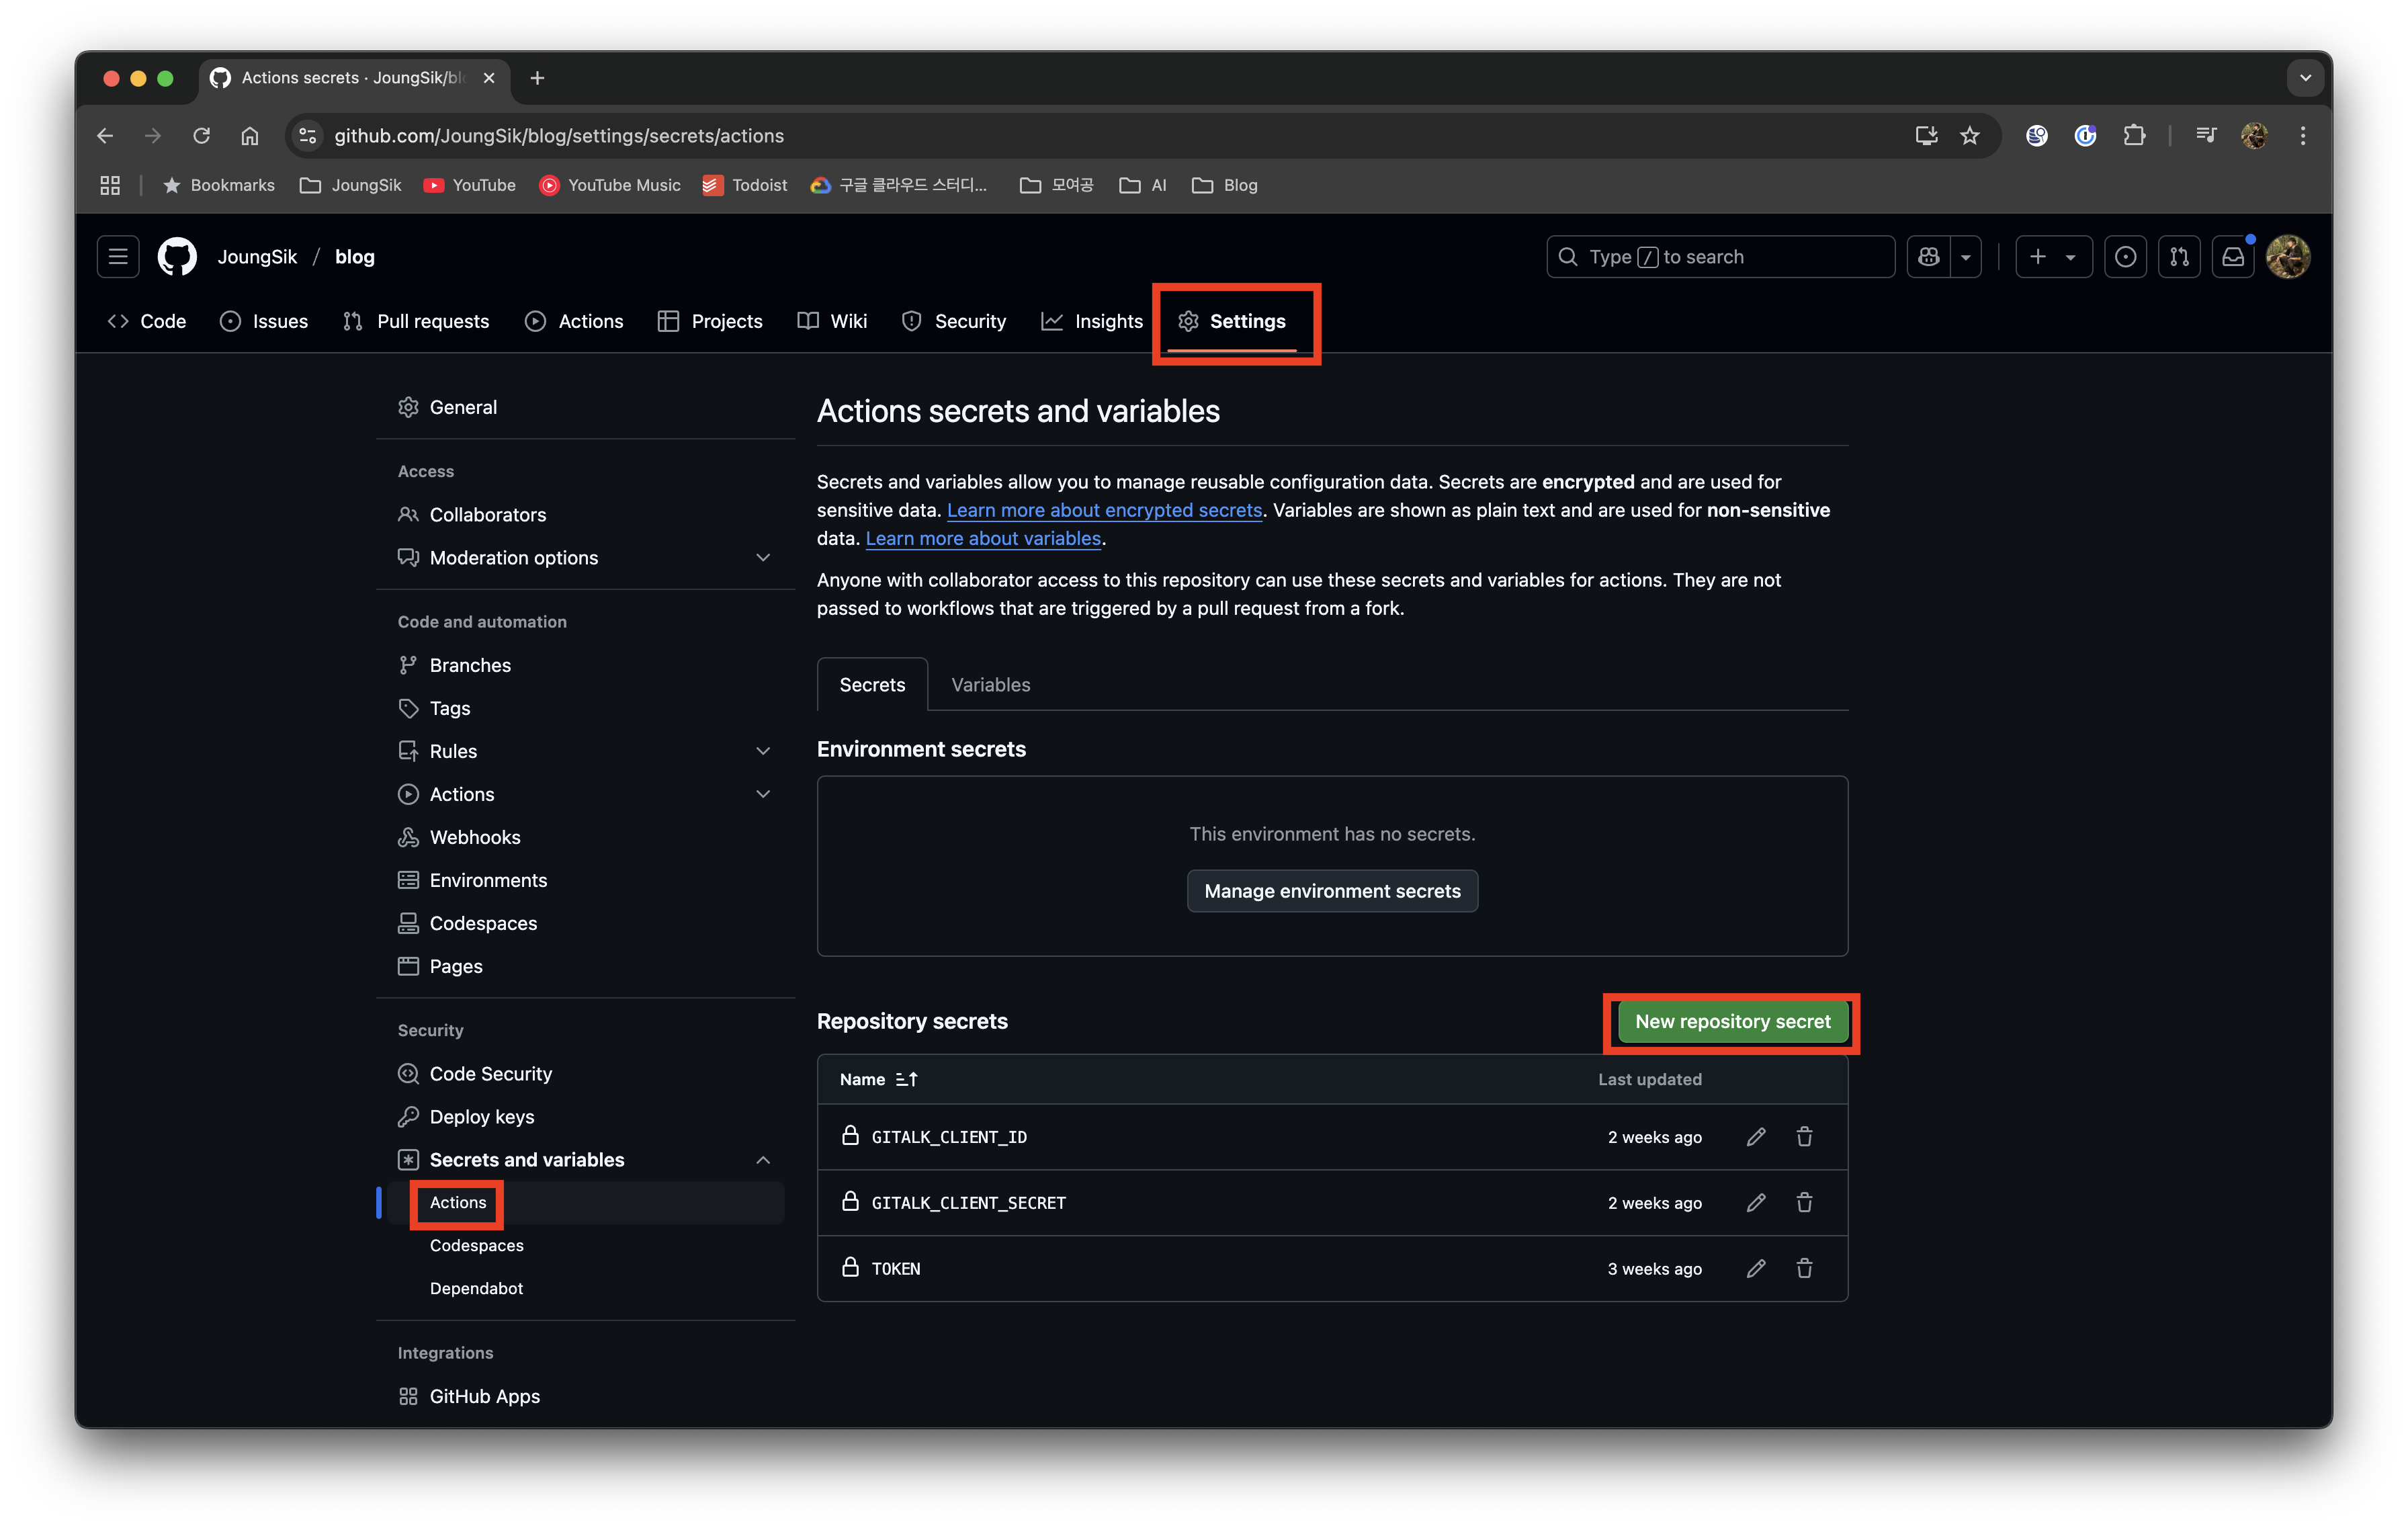 Actions secrets · JoungSik/blo
github.com/JoungSik/blog/settings/secrets/actions
Bookmarks JoungSik YouTube YouTube Music Todoist 구글 클라우드 스터디... 모여공 AI Blog
JoungSik / blog Type / to search
Code Issues Pull requests Actions Projects Wiki Security Insights Settings
General
Access
Collaborators
Moderation options
Code and automation
Branches
Tags
Rules
Actions
Webhooks
Environments
Codespaces
Pages
Security
Code Security
Deploy keys
Secrets and variables
Actions
Codespaces
Dependabot
Integrations
GitHub Apps
Actions secrets and variables
Secrets and variables allow you to manage reusable configuration data. Secrets are encrypted and are used for
sensitive data. Learn more about encrypted secrets. Variables are shown as plain text and are used for non-sensitive
data. Learn more about variables.
Anyone with collaborator access to this repository can use these secrets and variables for actions. They are not
passed to workflows that are triggered by a pull request from a fork.
Secrets Variables
Environment secrets
This environment has no secrets.
Manage environment secrets
Repository secrets New repository secret
Name Last updated
GITALK_CLIENT_ID 2 weeks ago
GITALK_CLIENT_SECRET 2 weeks ago
TOKEN 3 weeks ago